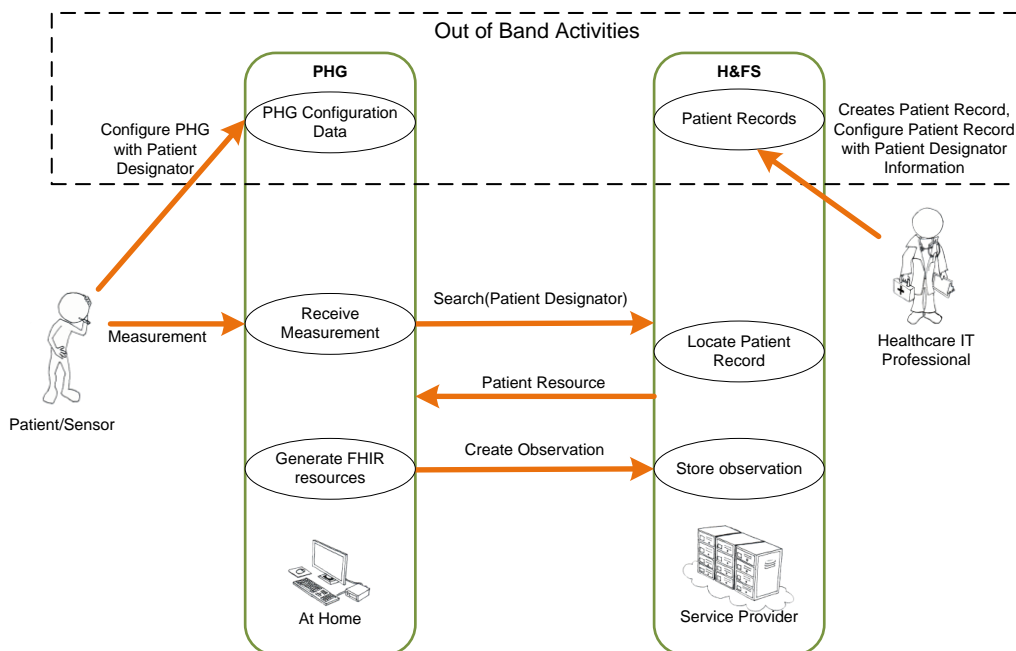 Out of Band Activities
PHG
H&FS
PHG Configuration
Data
Patient Records
Configure PHG
with Patient
Designator
Creates Patient Record,
Configure Patient Record
with Patient Designator
Information
Measurement
Receive
Measurement
Search(Patient Designator)
Locate Patient
Record
Healthcare IT
Professional
Patient Resource
Patient/Sensor
Generate FHIR
resources
Create Observation
Store observation
At Home
Service Provider